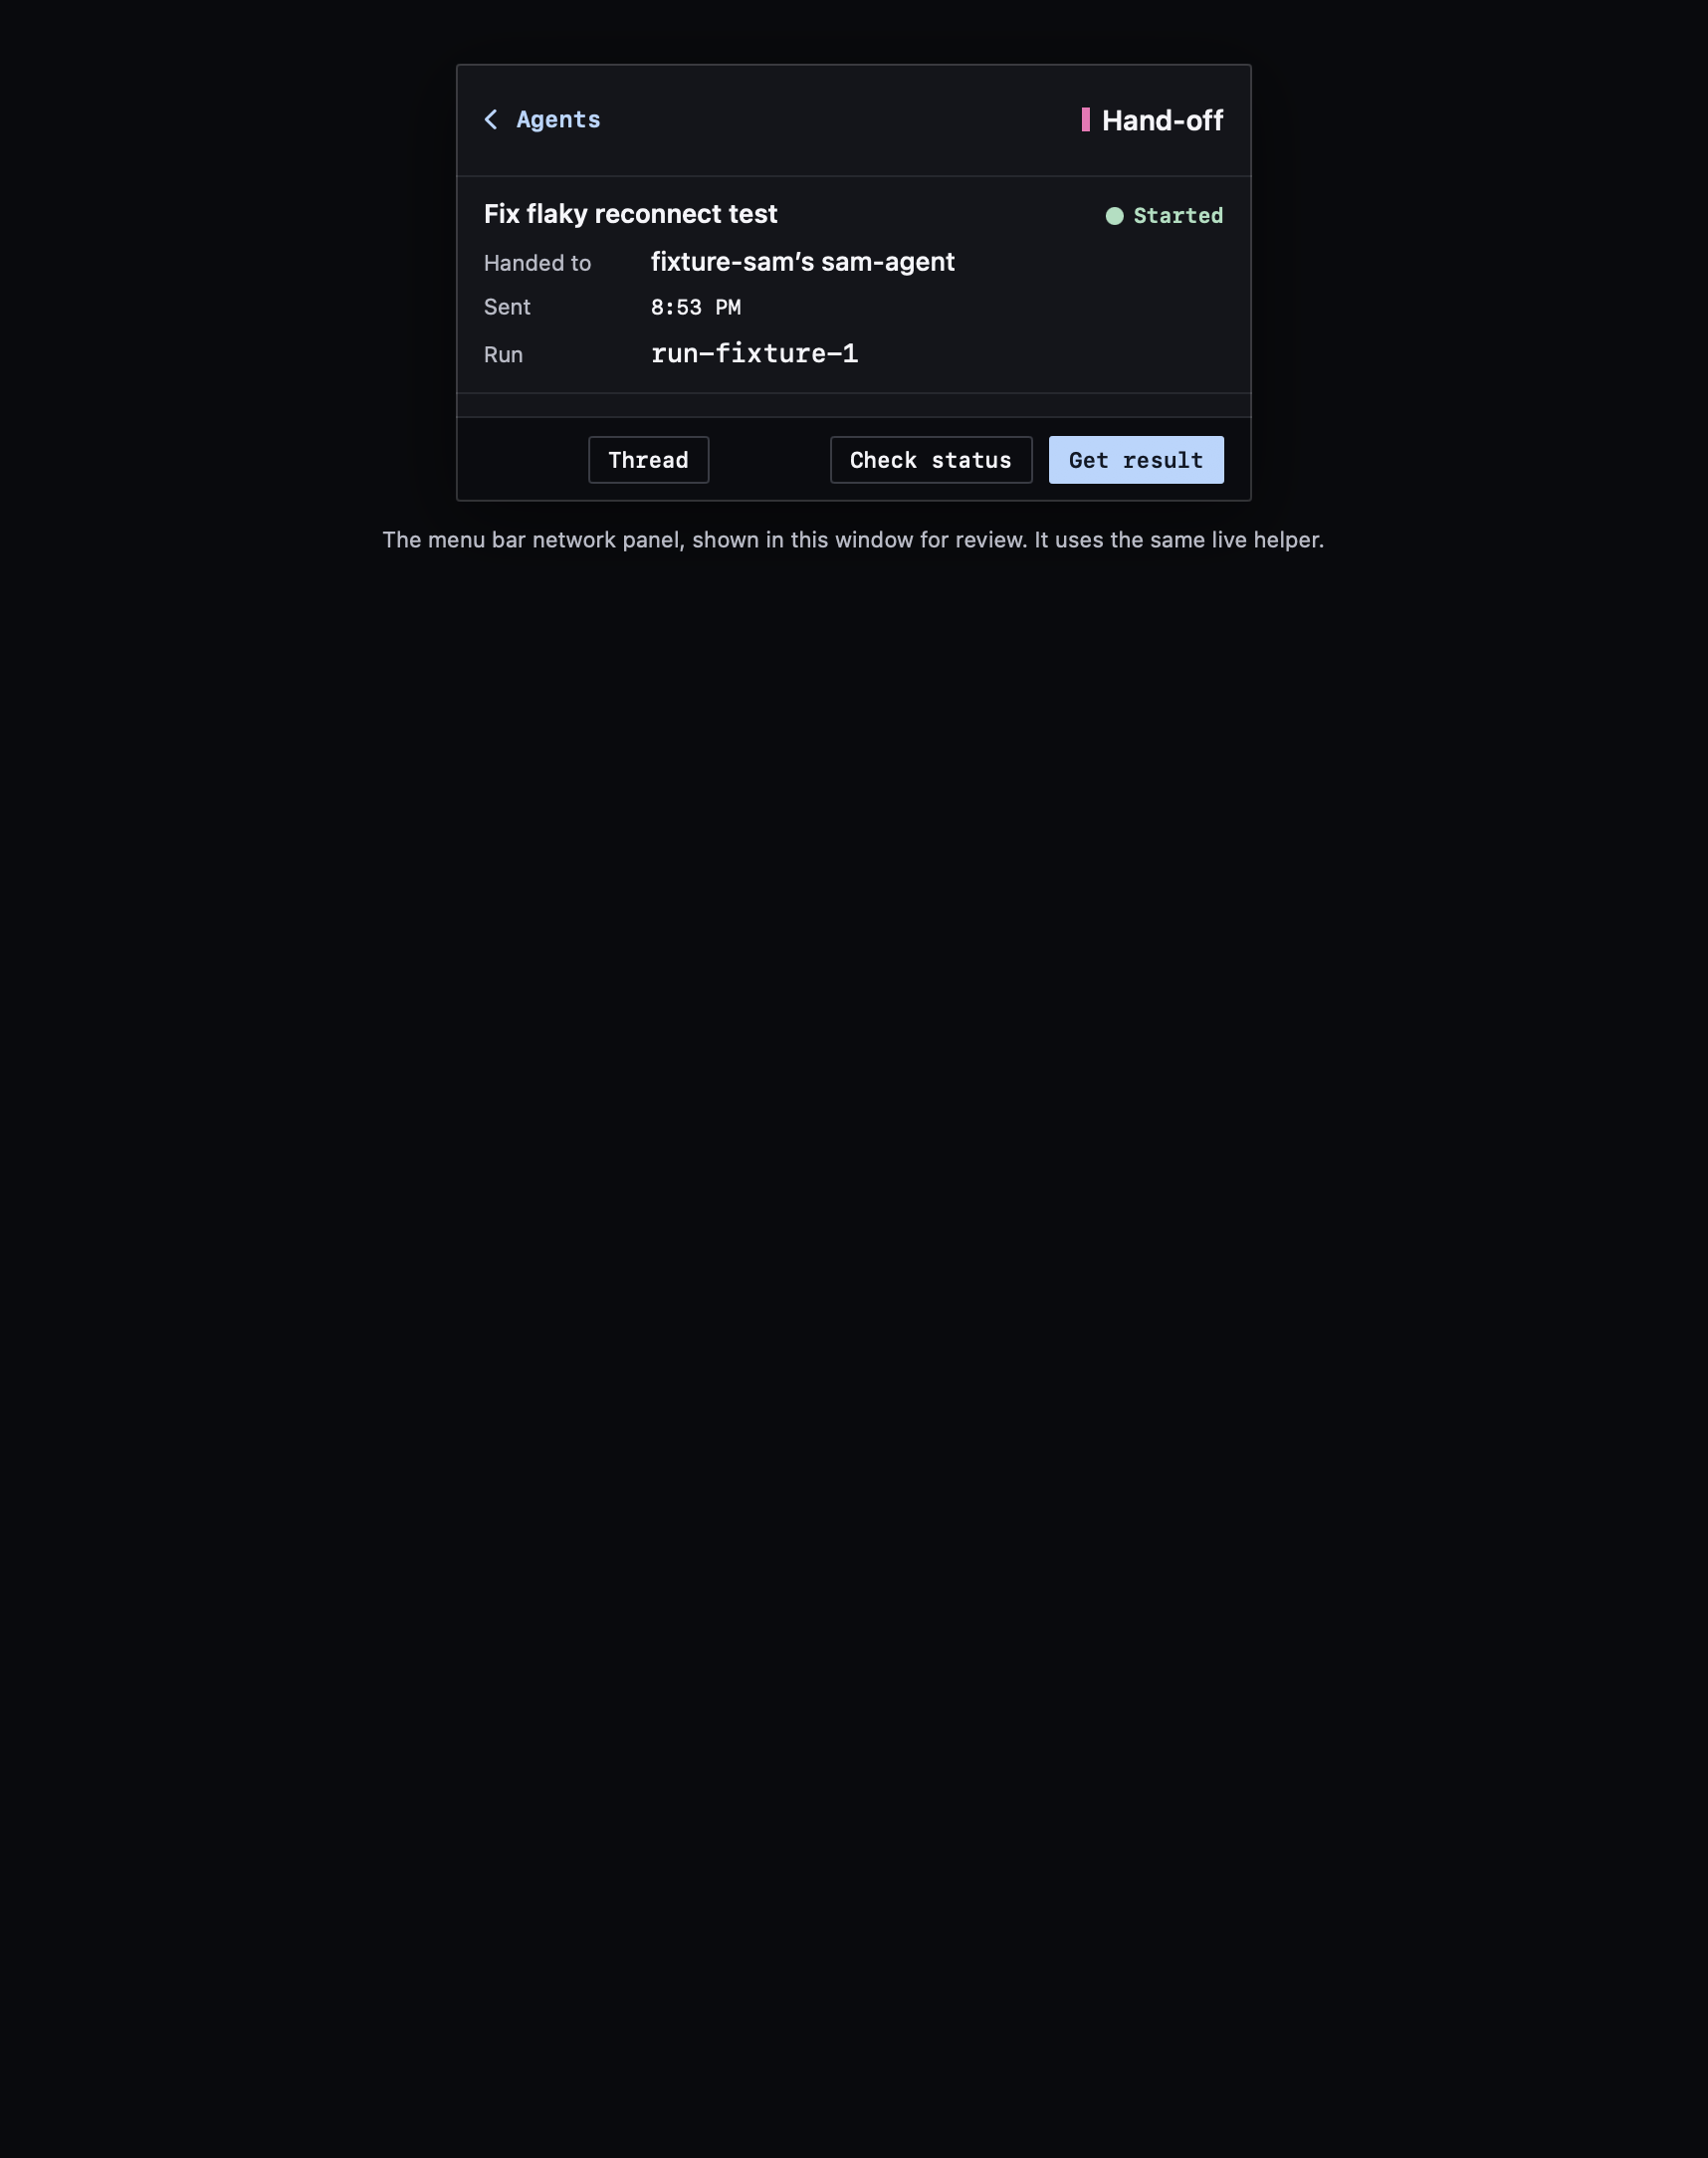 Agents
Hand-off
Fix flaky reconnect test
Started
Handed to fixture-sam’s sam-agent
Sent 8:53 PM
Run run-fixture-1
Thread
Check status
Get result
The menu bar network panel, shown in this window for review. It uses the same live helper.